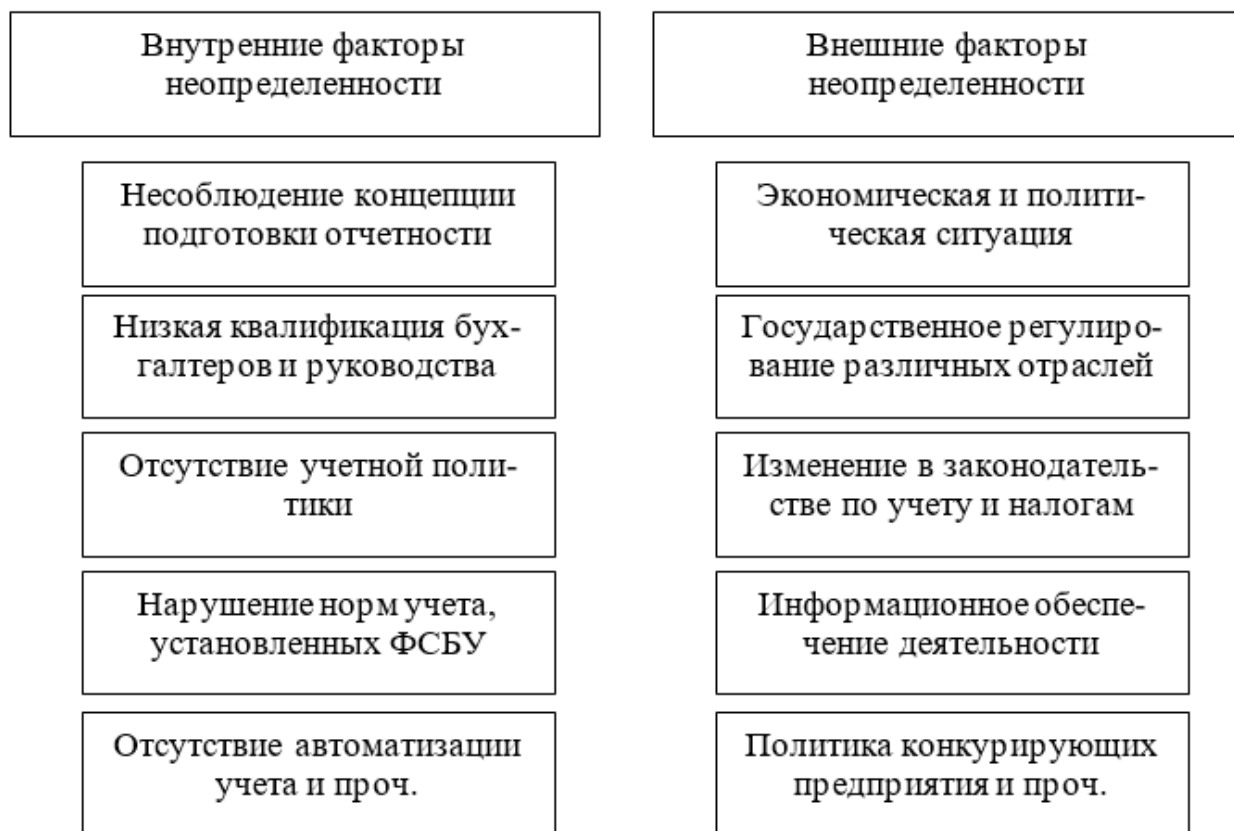 Внутренние факторы
неопределенности
Несоблюдение концепции
подготовки отчетности
Низкая квалификация бух-
галтеров и руководства
Отсутствие учетной поли-
тики
Нарушение норм учета,
установленных ФСБУ
Отсутствие автоматизации
учета и проч.
Внешние факторы
неопределенности
Экономическая и полити-
ческая ситуация
Государственное регулиро-
вание различных отраслей
Изменение в законодатель-
стве по учету и налогам
Информационное обеспе-
чение деятельности
Политика конкурирующих
предприятия и проч.